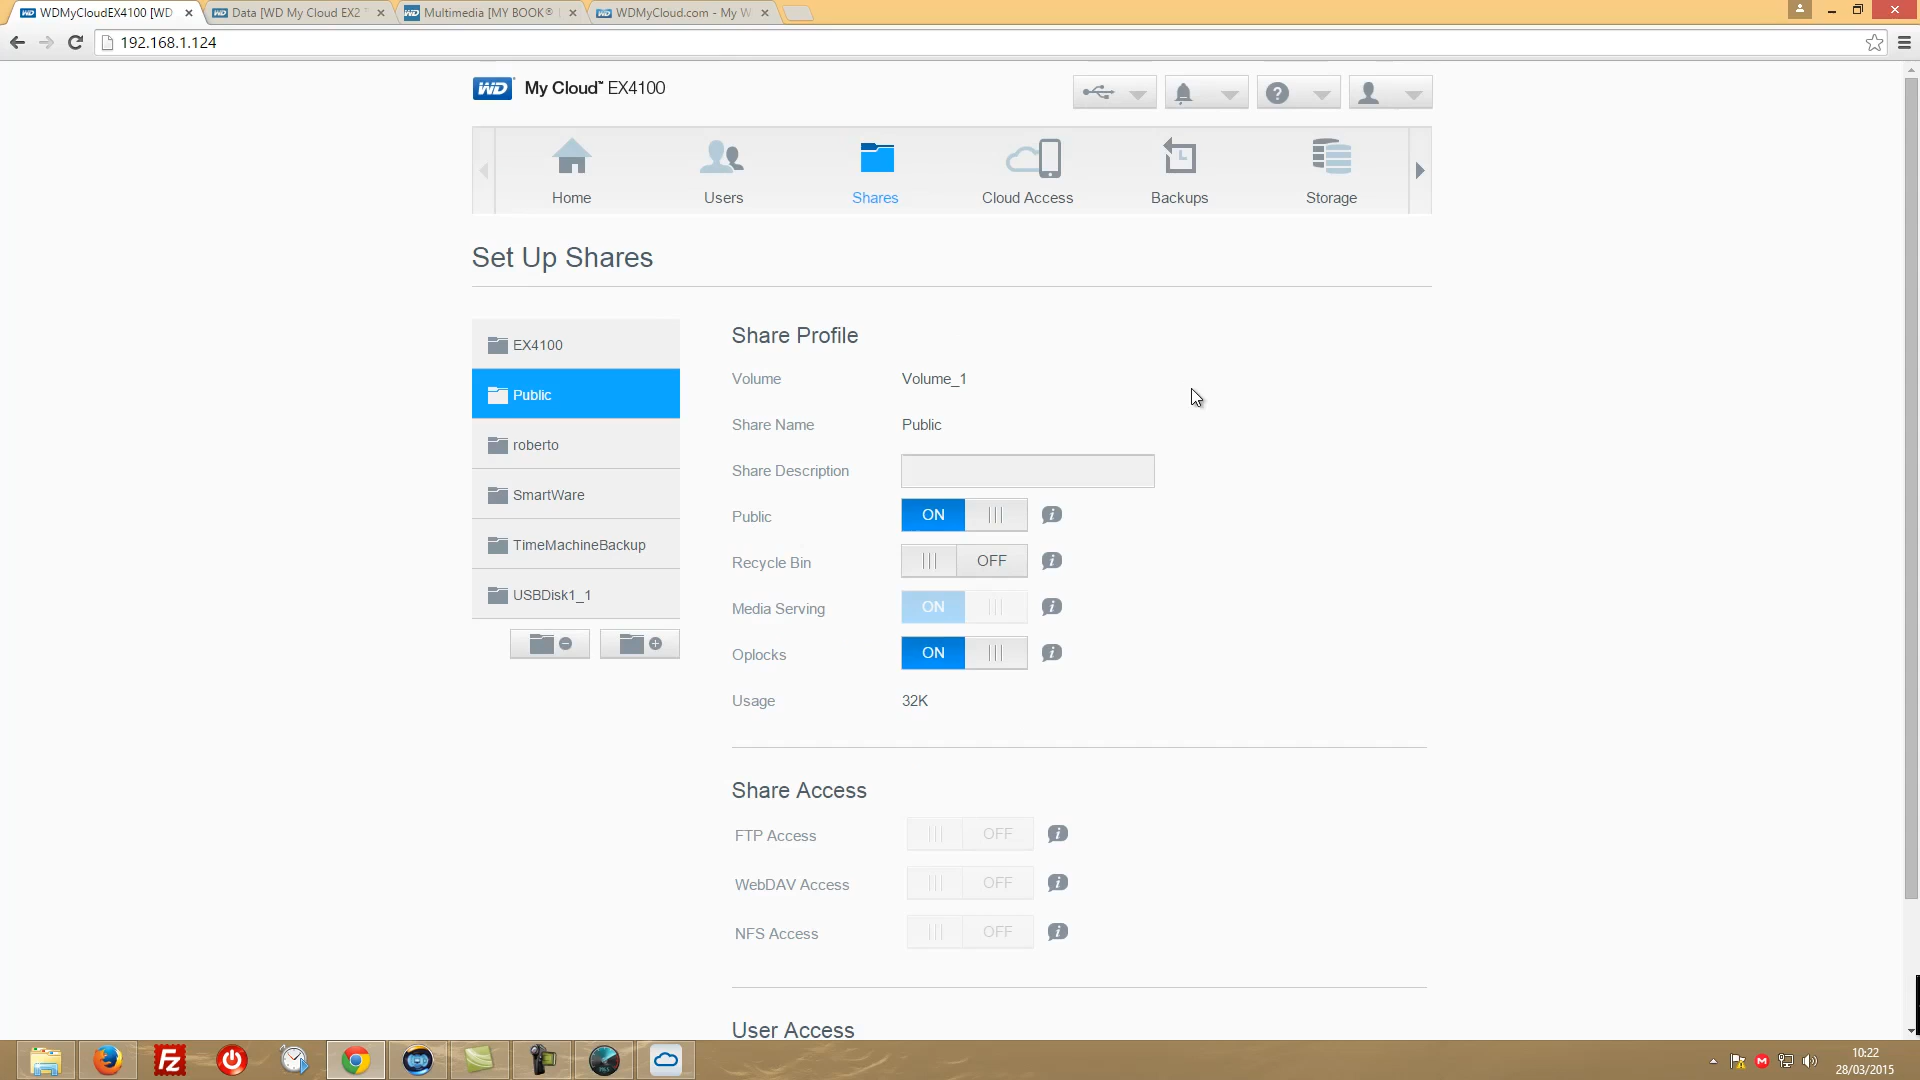 WDMyCloudEX4100 [WD
Data [WD My Cloud EX2
Multimedia [MY BOOK®
WDMyCloud.com - My W
192.168.1.124
WD My Cloud™ EX4100
Home
Users
Shares
Cloud Access
Backups
Storage
Set Up Shares
EX4100
Public
roberto
SmartWare
TimeMachineBackup
USBDisk1_1
Share Profile
Volume Volume_1
Share Name Public
Share Description
Public ON
Recycle Bin OFF
Media Serving ON
Oplocks ON
Usage 32K
Share Access
FTP Access OFF
WebDAV Access OFF
NFS Access OFF
User Access
10:22
28/03/2015